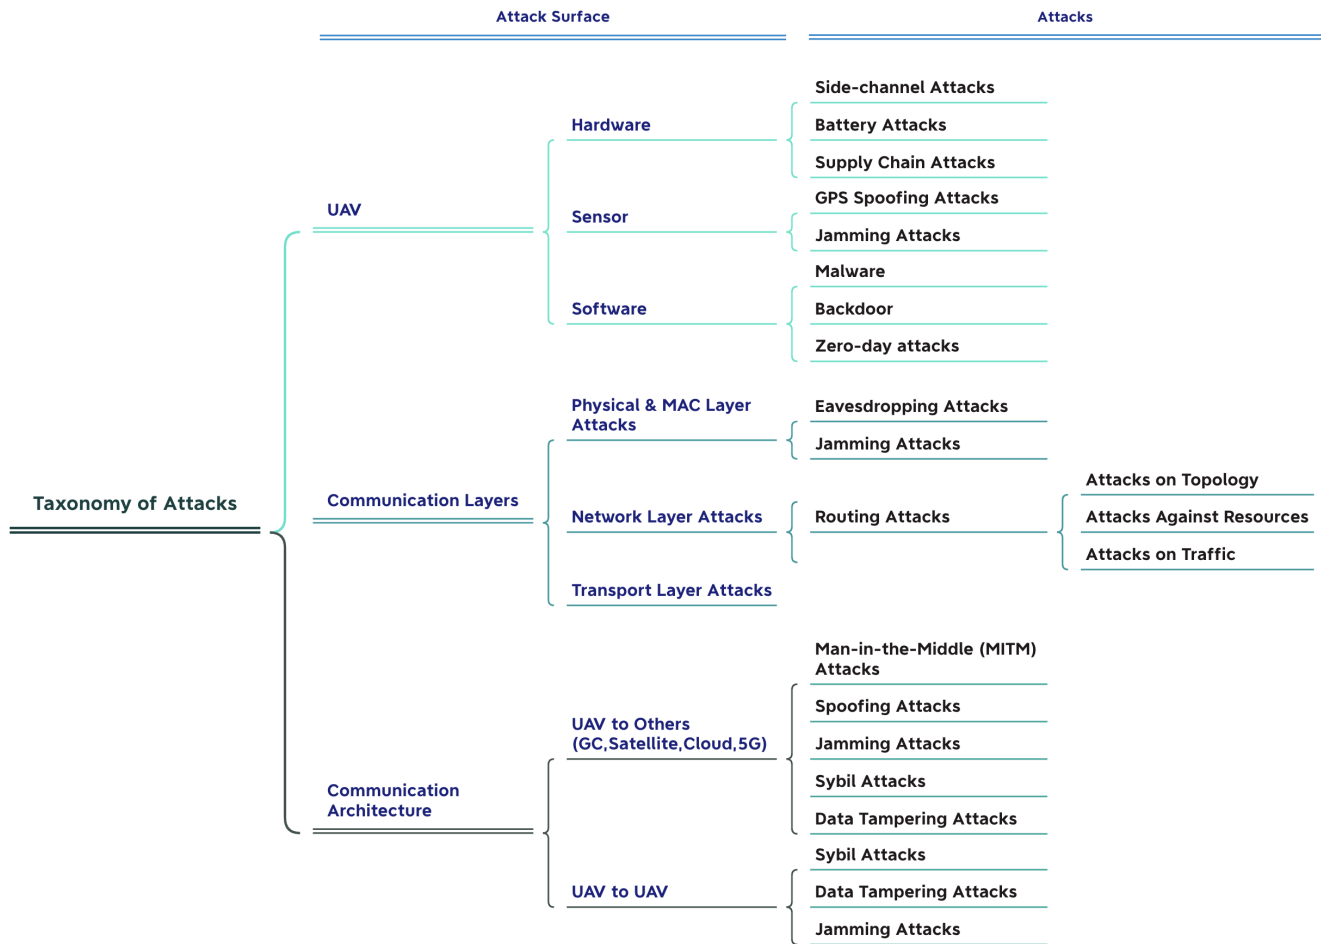 Attack Surface
Attacks
Taxonomy of Attacks
UAV
Hardware
Side-channel Attacks
Battery Attacks
Supply Chain Attacks
Sensor
GPS Spoofing Attacks
Jamming Attacks
Software
Malware
Backdoor
Zero-day attacks
Communication Layers
Physical & MAC Layer
Attacks
Eavesdropping Attacks
Jamming Attacks
Network Layer Attacks
Routing Attacks
Attacks on Topology
Attacks Against Resources
Attacks on Traffic
Transport Layer Attacks
Communication
Architecture
UAV to Others
(GC,Satellite,Cloud,5G)
Man-in-the-Middle (MITM)
Attacks
Spoofing Attacks
Jamming Attacks
Sybil Attacks
Data Tampering Attacks
UAV to UAV
Sybil Attacks
Data Tampering Attacks
Jamming Attacks